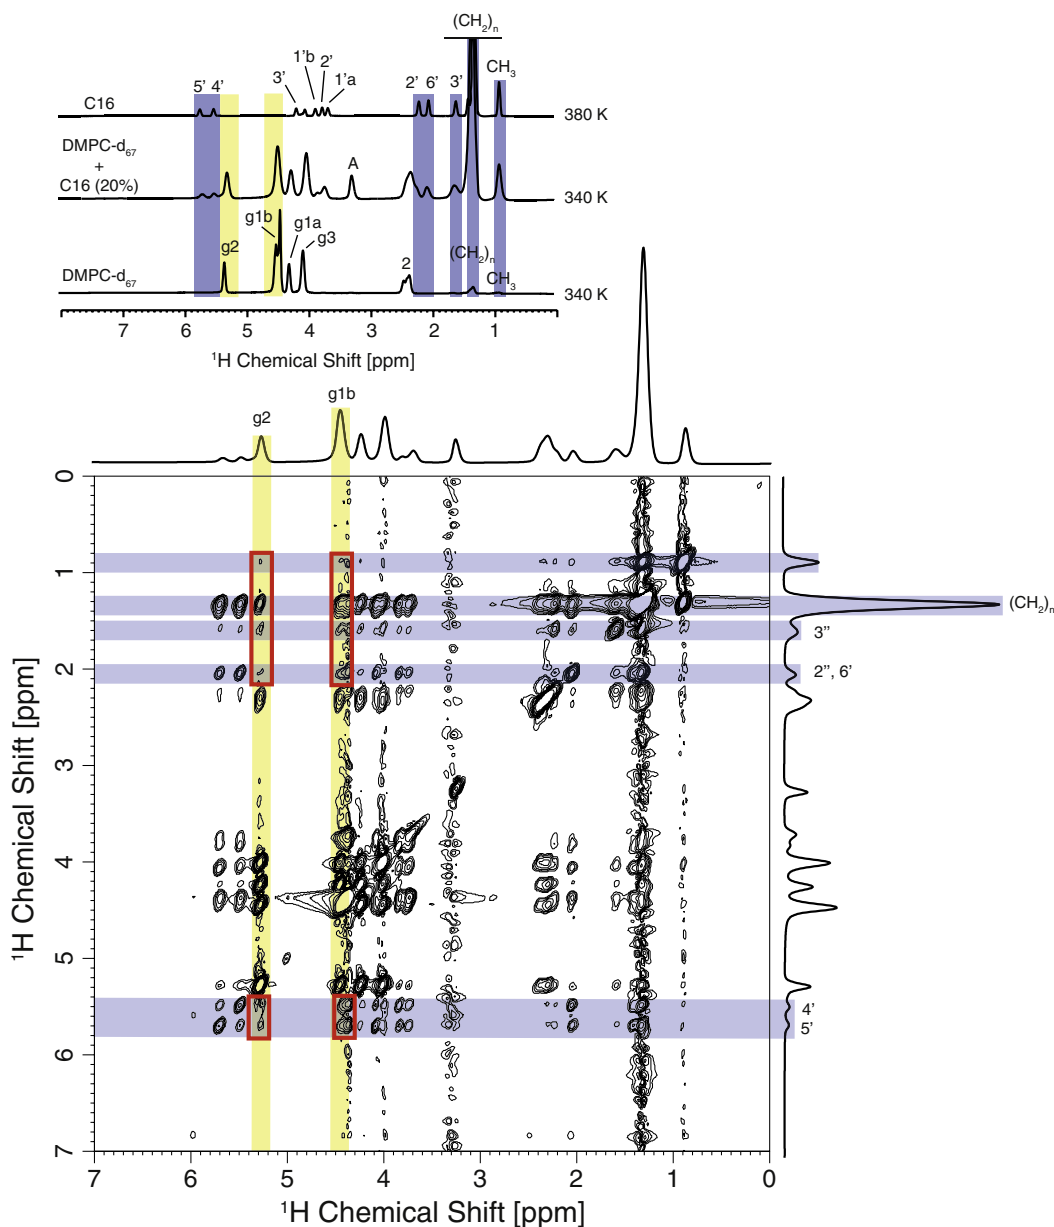 (CH2)n
1'b
2'
3'
1'a
2' 6' 3' CH3
5' 4'
C16
380 K
DMPC-d67
+
C16 (20%)
A
340 K
g1b
g1a
g2
g3
(CH2)n
2
CH3
DMPC-d67
340 K
7 6 5 4 3 2 1
1H Chemical Shift [ppm]
g2
g1b
0
1
2
3
4
5
6
7
1H Chemical Shift [ppm]
(CH2)n
3''
2'', 6'
4'
5'
7 6 5 4 3 2 1 0
1H Chemical Shift [ppm]